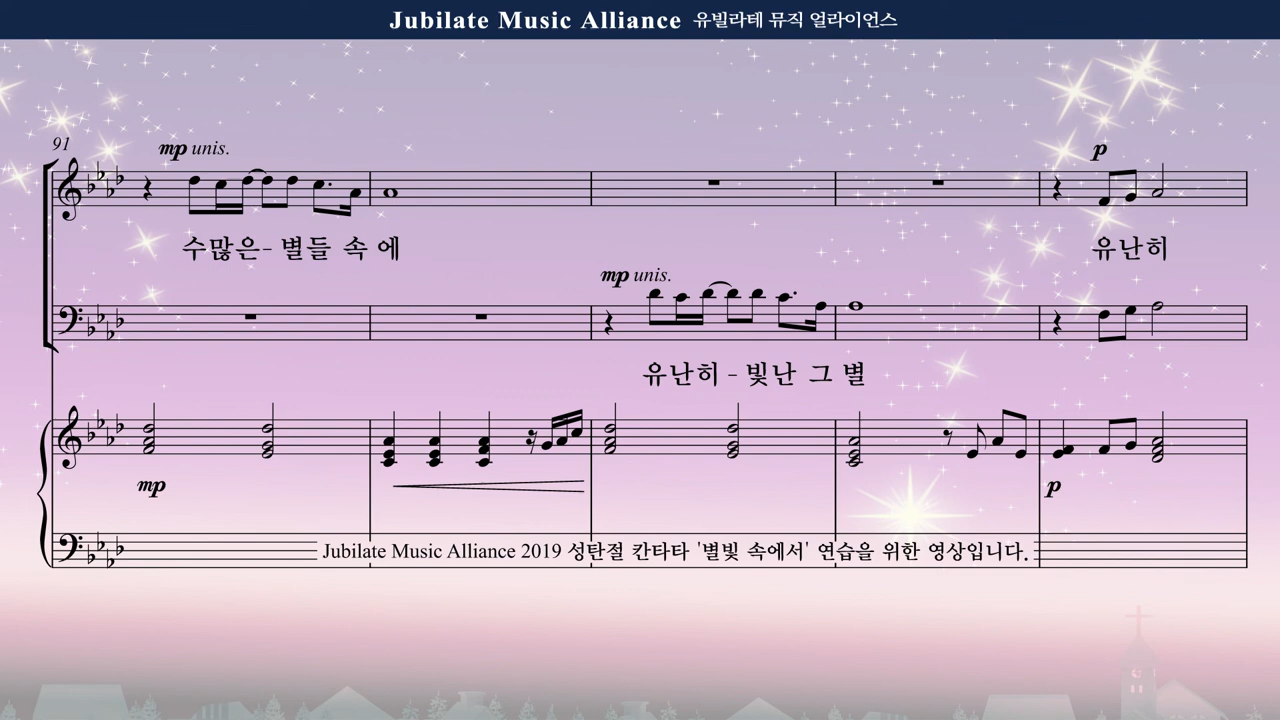 Jubilate Music Alliance 유빌라테 뮤직 얼라이언스
91
mp unis.
p
수많은- 별들 속 에
유난히
mp unis.
유난히 - 빛난 그 별
mp
p
Jubilate Music Alliance 2019 성탄절 칸타타 '별빛 속에서' 연습을 위한 영상입니다.